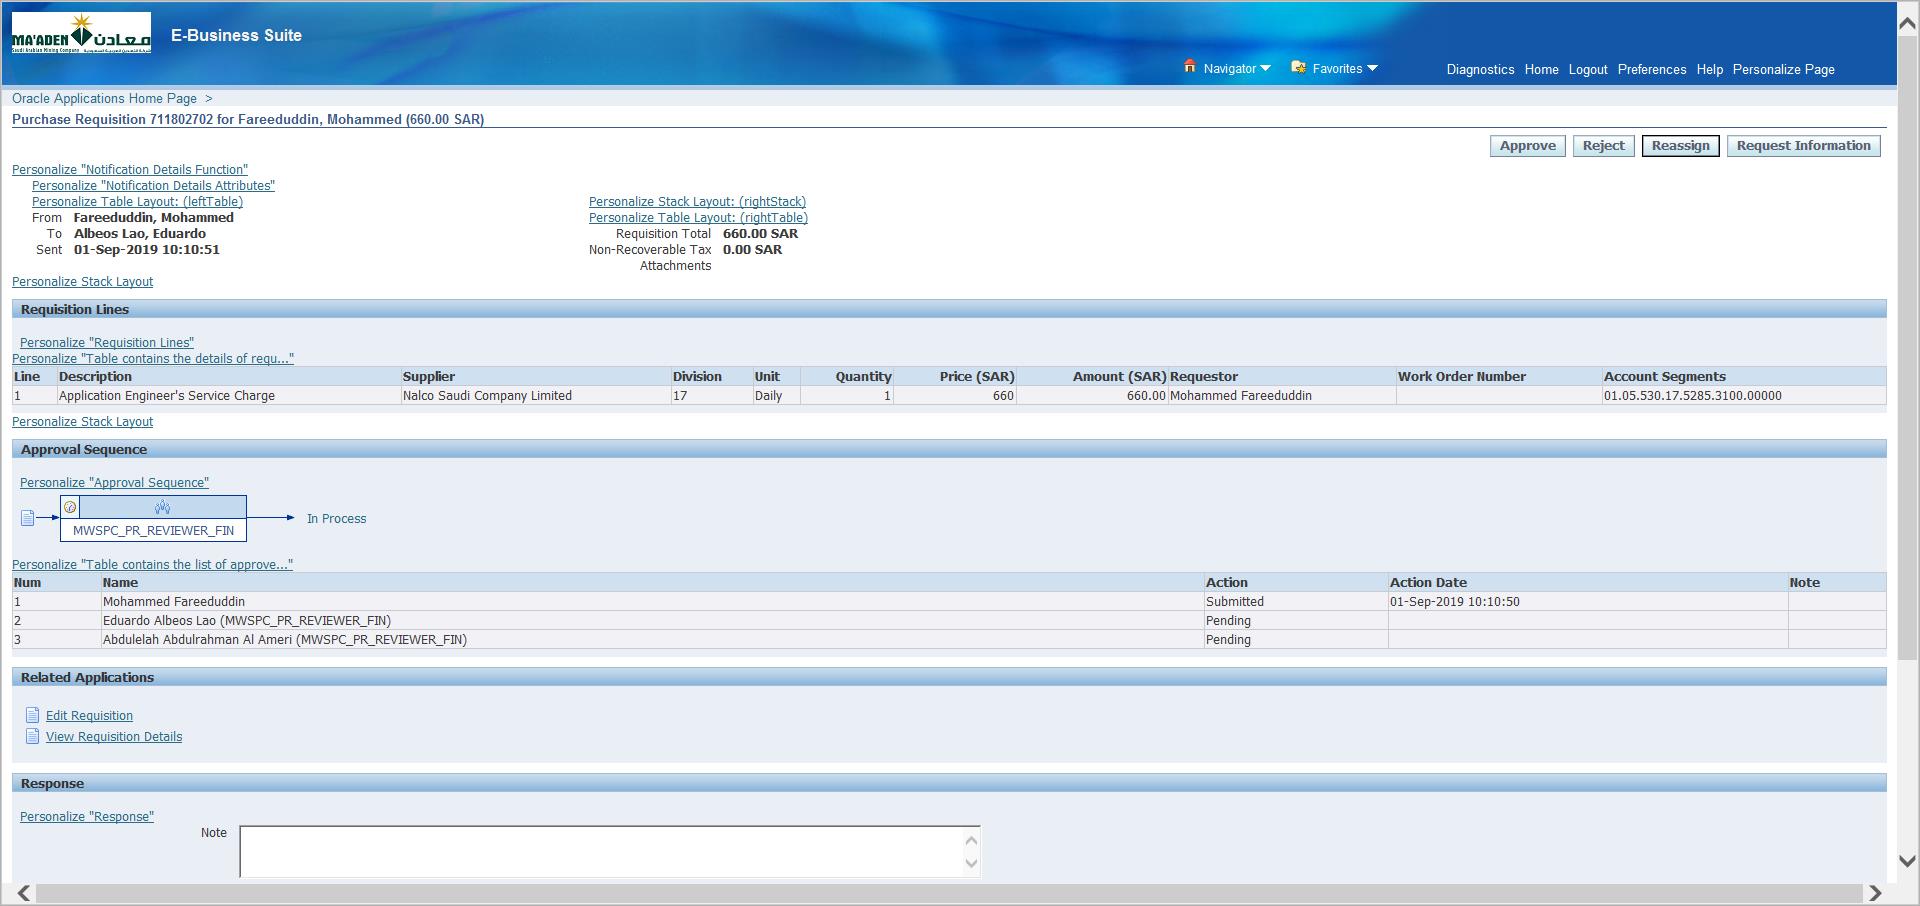 MA'ADEN معادن
Saudi Arabian Mining Company
E-Business Suite
Navigator Favorites Diagnostics Home Logout Preferences Help Personalize Page
Oracle Applications Home Page >
Purchase Requisition 711802702 for Fareeduddin, Mohammed (660.00 SAR)
Approve Reject Reassign Request Information
Personalize "Notification Details Function"
Personalize "Notification Details Attributes"
Personalize Table Layout: (leftTable) Personalize Stack Layout: (rightStack)
From Fareeduddin, Mohammed Personalize Table Layout: (rightTable)
To Albeos Lao, Eduardo Requisition Total 660.00 SAR
Sent 01-Sep-2019 10:10:51 Non-Recoverable Tax 0.00 SAR
Attachments
Personalize Stack Layout
Requisition Lines
Personalize "Requisition Lines"
Personalize "Table contains the details of requ..."
Line Description Supplier Division Unit Quantity Price (SAR) Amount (SAR) Requestor Work Order Number Account Segments
1 Application Engineer's Service Charge Nalco Saudi Company Limited 17 Daily 1 660 660.00 Mohammed Fareeduddin 01.05.530.17.5285.3100.00000
Personalize Stack Layout
Approval Sequence
Personalize "Approval Sequence"
MWSPC_PR_REVIEWER_FIN In Process
Personalize "Table contains the list of approve..."
Num Name Action Action Date Note
1 Mohammed Fareeduddin Submitted 01-Sep-2019 10:10:50
2 Eduardo Albeos Lao (MWSPC_PR_REVIEWER_FIN) Pending
3 Abdulelah Abdulrahman Al Ameri (MWSPC_PR_REVIEWER_FIN) Pending
Related Applications
Edit Requisition
View Requisition Details
Response
Personalize "Response"
Note